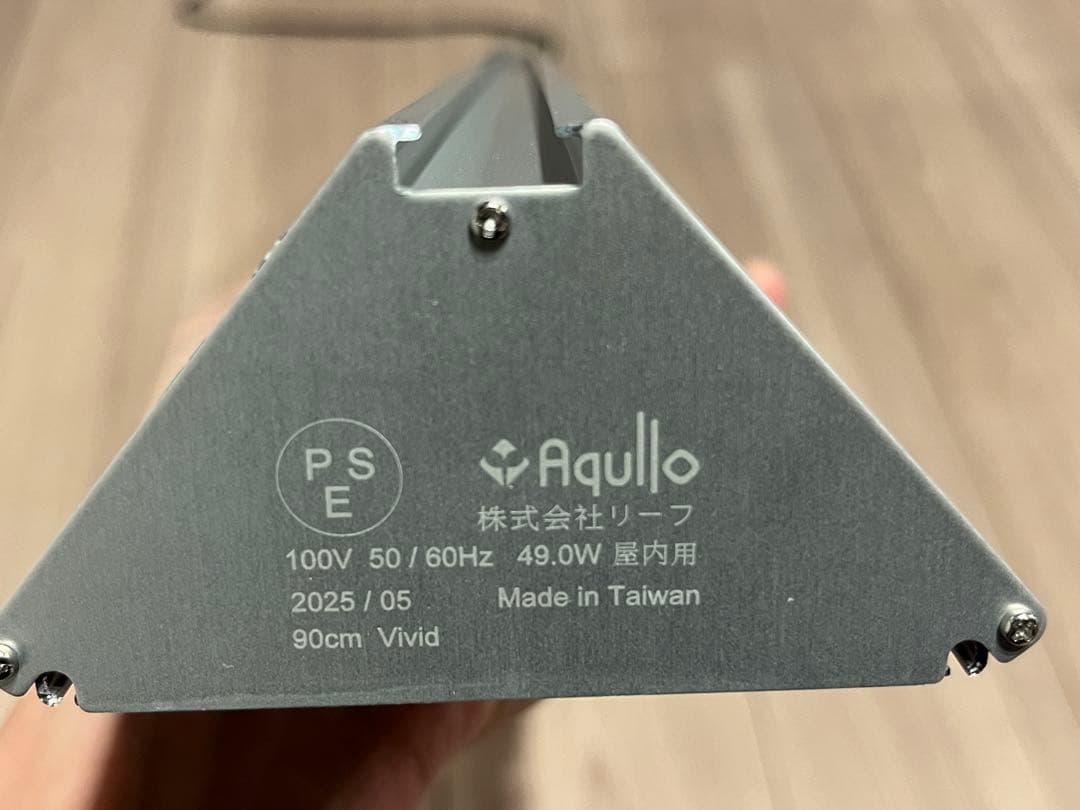 PS
E
Aqullo
株式会社リーフ
100V 50 / 60Hz 49.0W 屋内用
2025 / 05 Made in Taiwan
90cm Vivid